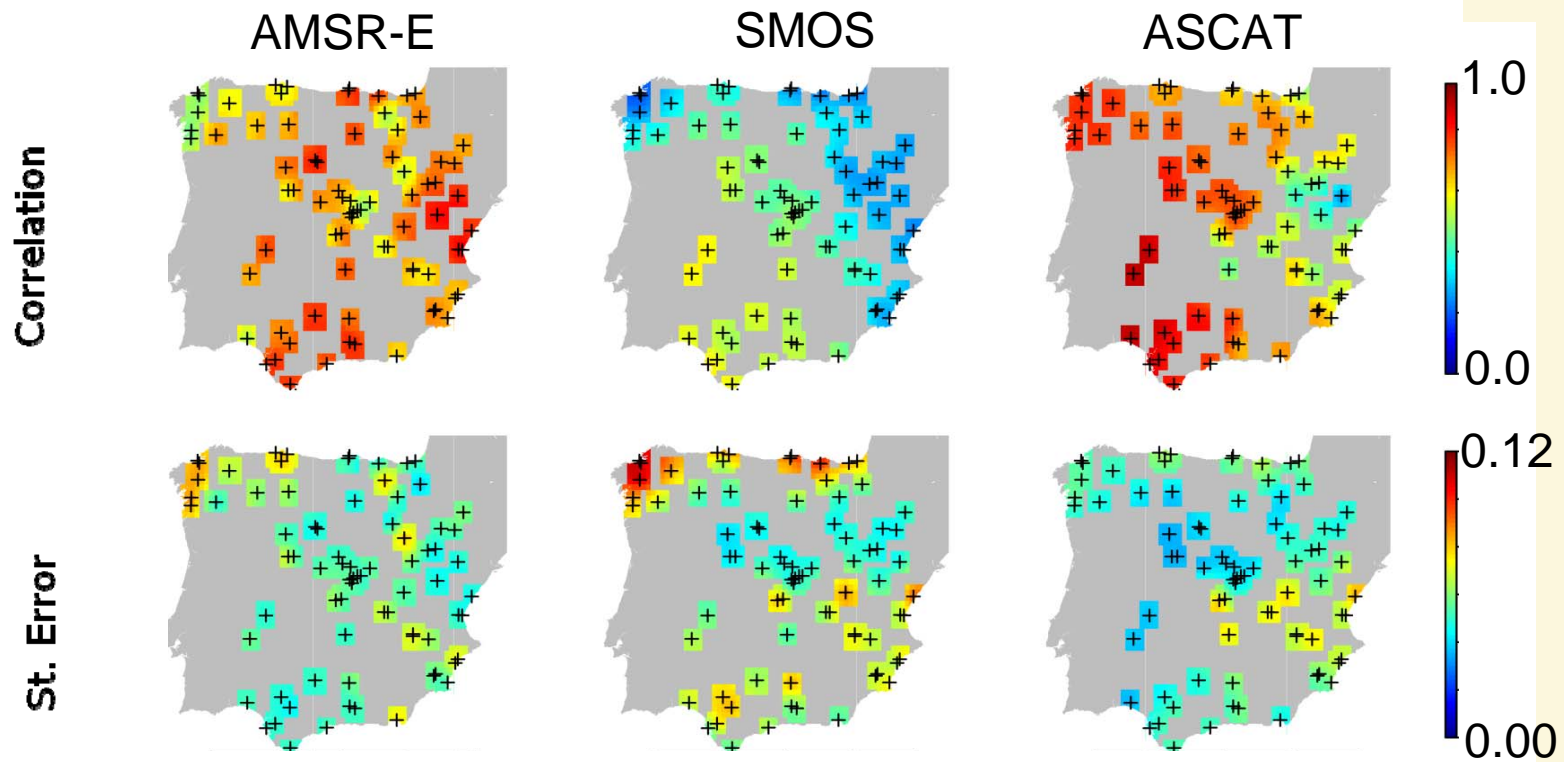 AMSR-E SMOS ASCAT
Correlation
1.0
0.0
St. Error
0.12
0.00